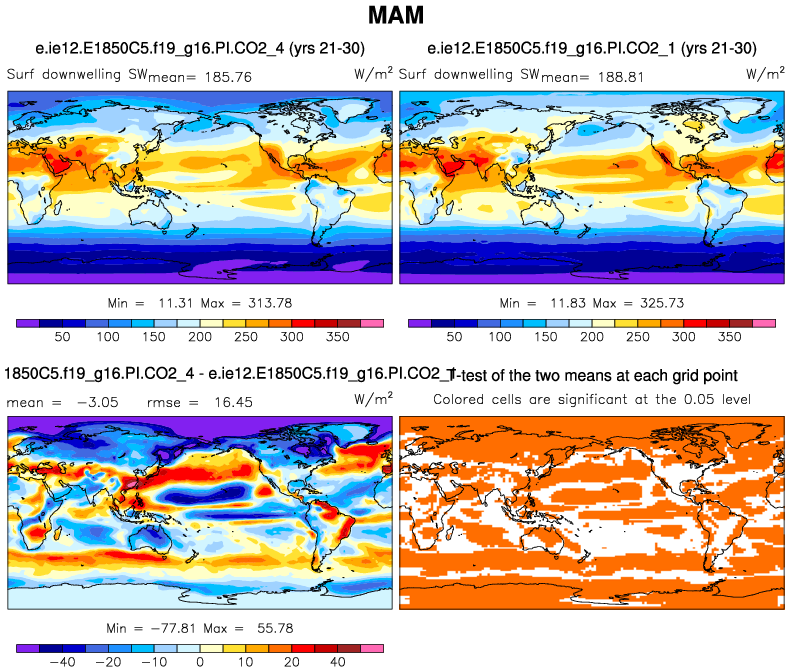 MAM
e.ie12.E1850C5.f19_g16.PI.CO2_4 (yrs 21-30)
Surf downwelling SW mean= 185.76 W/m²
Min = 11.31 Max = 313.78
50 100 150 200 250 300 350
e.ie12.E1850C5.f19_g16.PI.CO2_1 (yrs 21-30)
Surf downwelling SW mean= 188.81 W/m²
Min = 11.83 Max = 325.73
50 100 150 200 250 300 350
1850C5.f19_g16.PI.CO2_4 - e.ie12.E1850C5.f19_g16.PI.CO2_1
mean = -3.05 rmse = 16.45 W/m²
Min = -77.81 Max = 55.78
-40 -20 -10 0 10 20 40
T-test of the two means at each grid point
Colored cells are significant at the 0.05 level